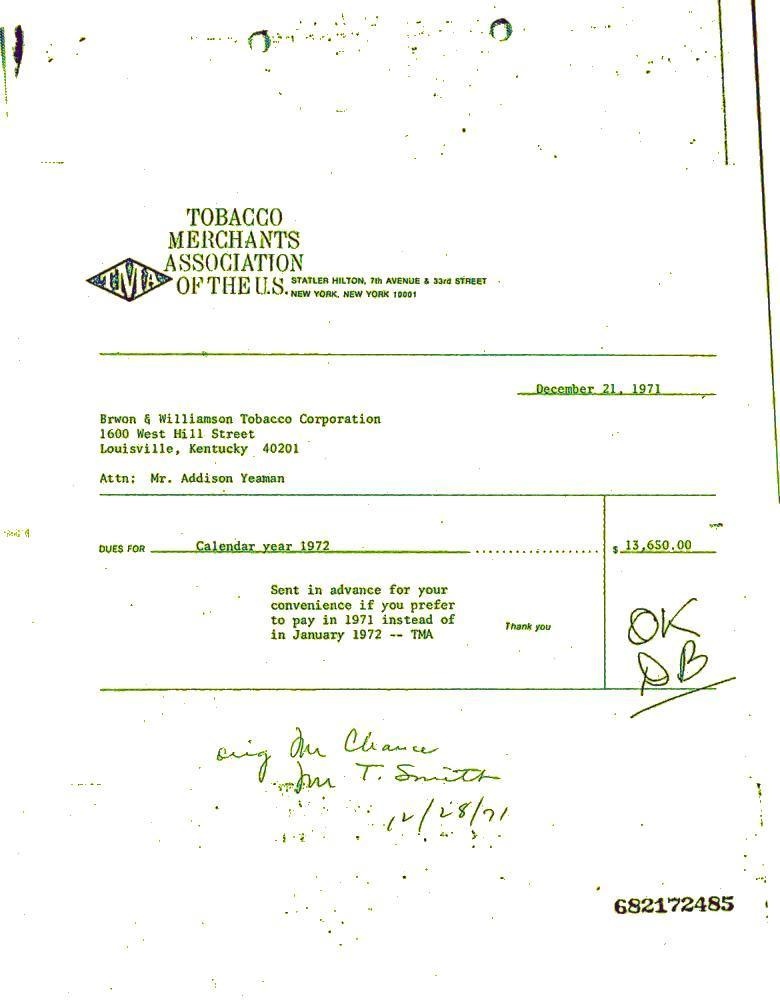 TOBACCO
MERCHANTS
ASSOCIATION
OF THE U.S.
TMA
STATLER HILTON, 7th AVENUE & 33rd STREET
NEW YORK, NEW YORK 10001
December 21, 1971
Brwon & Williamson Tobacco Corporation
1600 West Hill Street
Louisville, Kentucky 40201
Attn: Mr. Addison Yeaman
DUES FOR Calendar year 1972 $ 13,650.00
Sent in advance for your
convenience if you prefer
to pay in 1971 instead of
in January 1972 -- TMA
Thank you
OK
DB
orig Mr Chance
Mr T. Smith
12/28/71
682172485